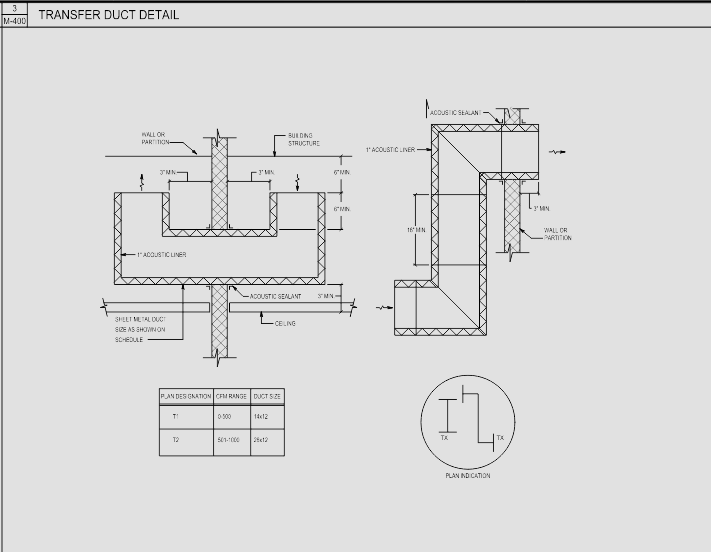 3
M-400
TRANSFER DUCT DETAIL
WALL OR
PARTITION
BUILDING
STRUCTURE
3" MIN
3" MIN.
6" MIN
6" MIN
1" ACOUSTIC LINER
ACOUSTIC SEALANT
3" MIN
SHEET METAL DUCT
SIZE AS SHOWN ON
SCHEDULE
CEILING
ACOUSTIC SEALANT
1" ACOUSTIC LINER
3" MIN.
16" MIN
WALL OR
PARTITION
PLAN DESIGNATION CFM RANGE DUCT SIZE
T1 0-500 14x12
T2 501-1000 26x12
TX TX
PLAN INDICATION